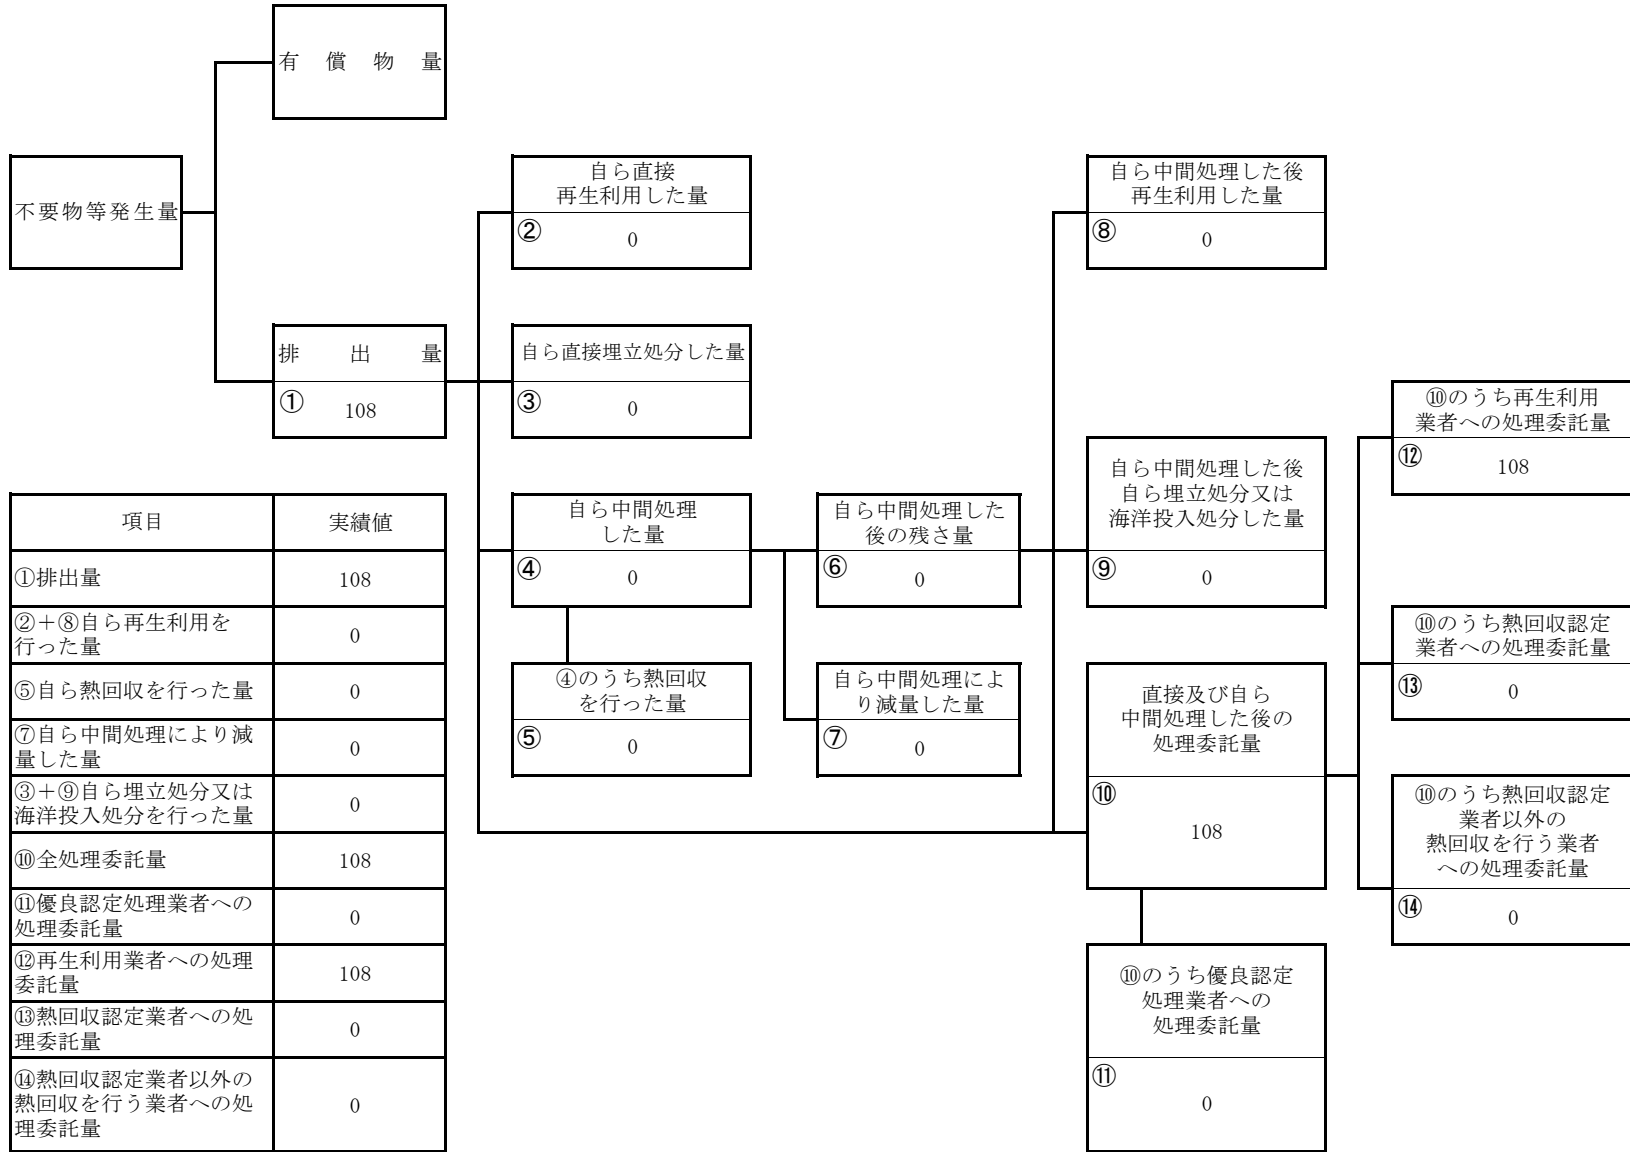 有償物量
不要物等発生量
排出量
① 108
自ら直接
再生利用した量
② 0
自ら直接埋立処分した量
③ 0
自ら中間処理
した量
④ 0
④のうち熱回収
を行った量
⑤ 0
自ら中間処理した
後の残さ量
⑥ 0
自ら中間処理によ
り減量した量
⑦ 0
自ら中間処理した後
再生利用した量
⑧ 0
自ら中間処理した後
自ら埋立処分又は
海洋投入処分した量
⑨ 0
直接及び自ら
中間処理した後の
処理委託量
⑩
108
⑩のうち優良認定
処理業者への
処理委託量
⑪
0
⑩のうち再生利用
業者への処理委託量
⑫ 108
⑩のうち熱回収認定
業者への処理委託量
⑬ 0
⑩のうち熱回収認定
業者以外の
熱回収を行う業者
への処理委託量
⑭ 0
項目 実績値
①排出量 108
②+⑧自ら再生利用を
行った量 0
⑤自ら熱回収を行った量 0
⑦自ら中間処理により減
量した量 0
③+⑨自ら埋立処分又は
海洋投入処分を行った量 0
⑩全処理委託量 108
⑪優良認定処理業者への
処理委託量 0
⑫再生利用業者への処理
委託量 108
⑬熱回収認定業者への処
理委託量 0
⑭熱回収認定業者以外の
熱回収を行う業者への処
理委託量 0